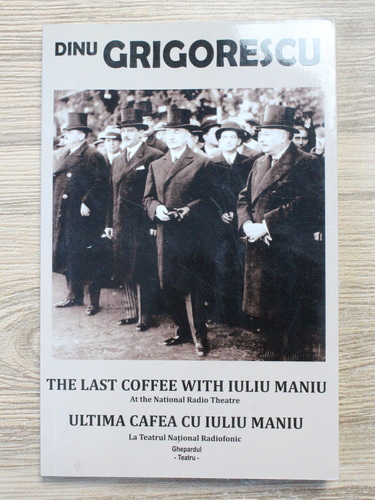 DINU GRIGORESCU
THE LAST COFFEE WITH IULIU MANIU
At the National Radio Theatre
ULTIMA CAFEA CU IULIU MANIU
La Teatrul Național Radiofonic
Ghepardul
- Teatru -